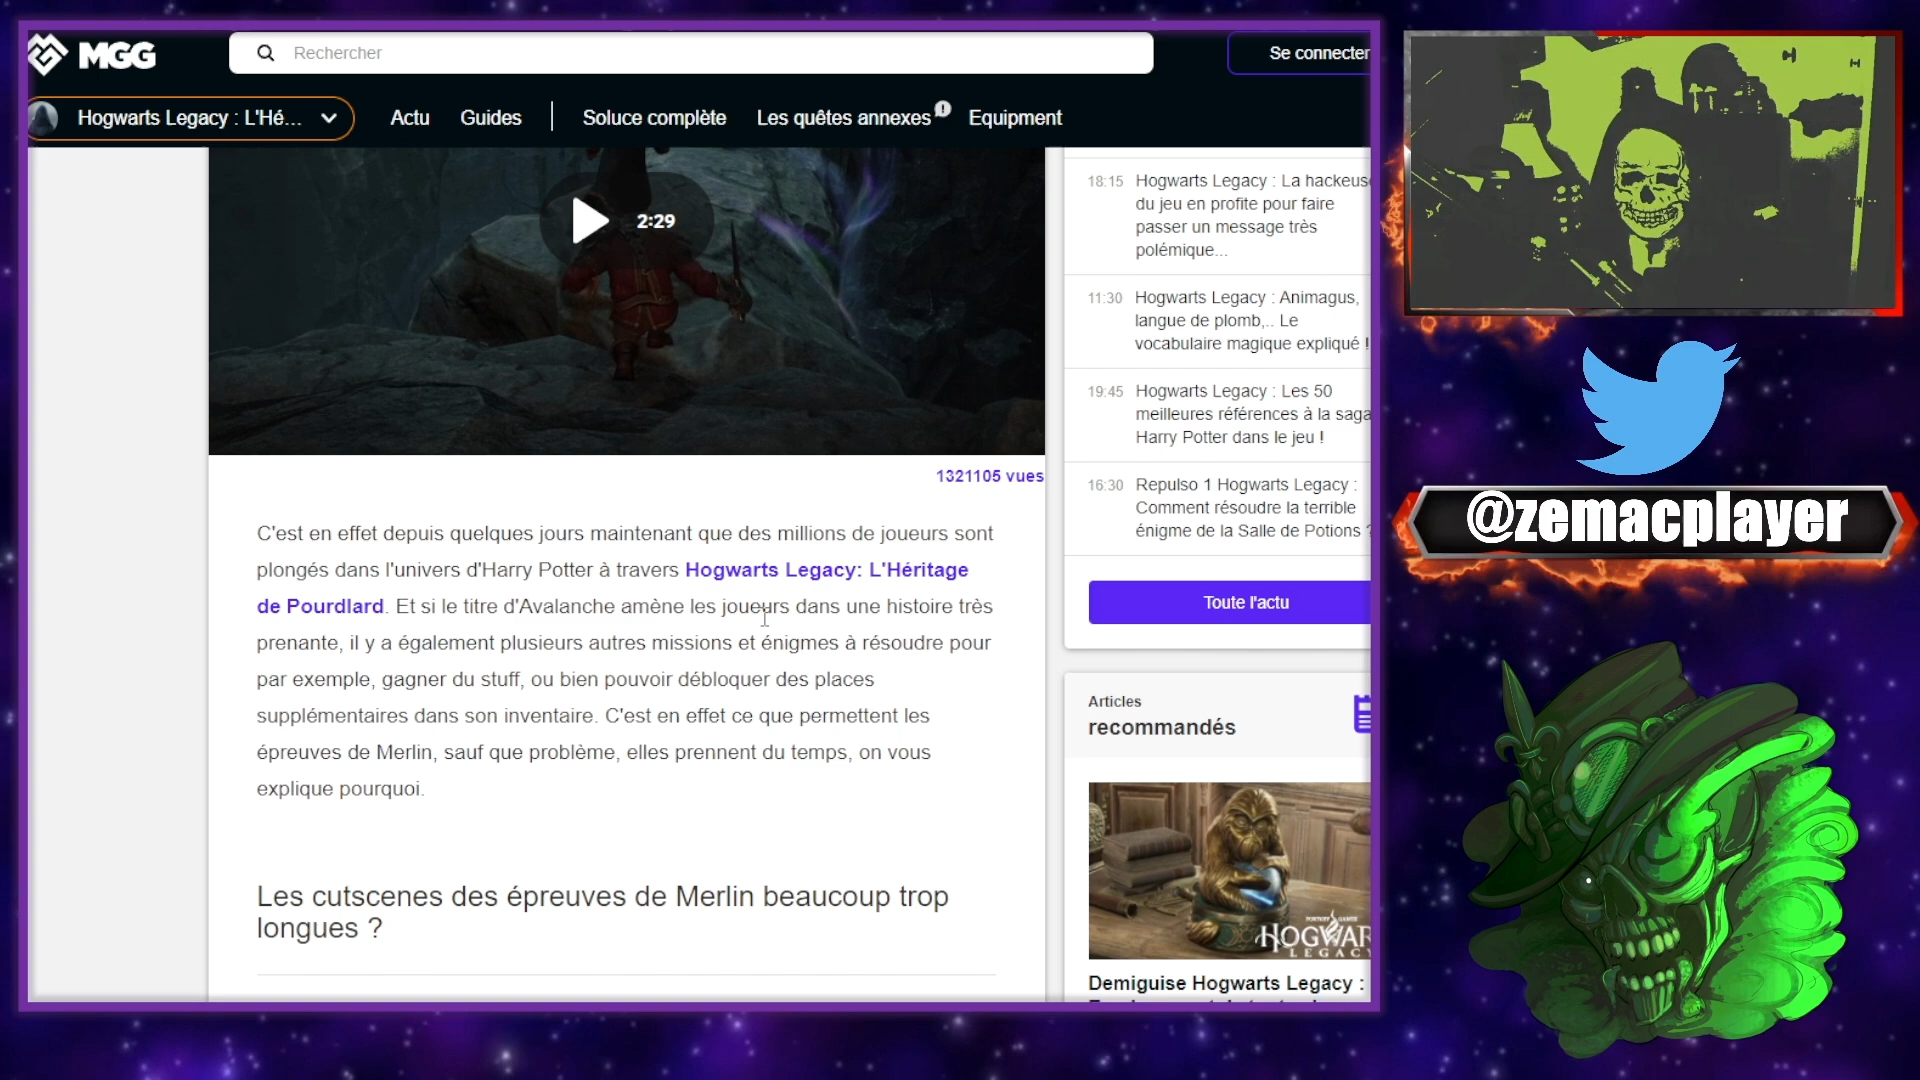 MGG
Rechercher
Se connecter
Hogwarts Legacy : L'Hé...
Actu
Guides
Soluce complète
Les quêtes annexes
Equipment
2:29
1321105 vues
C'est en effet depuis quelques jours maintenant que des millions de joueurs sont
plongés dans l'univers d'Harry Potter à travers Hogwarts Legacy: L'Héritage
de Pourdlard. Et si le titre d'Avalanche amène les joueurs dans une histoire très
prenante, il y a également plusieurs autres missions et énigmes à résoudre pour
par exemple, gagner du stuff, ou bien pouvoir débloquer des places
supplémentaires dans son inventaire. C'est en effet ce que permettent les
épreuves de Merlin, sauf que problème, elles prennent du temps, on vous
explique pourquoi.
Les cutscenes des épreuves de Merlin beaucoup trop
longues ?
18:15 Hogwarts Legacy : La hackeuse
du jeu en profite pour faire
passer un message très
polémique...
11:30 Hogwarts Legacy : Animagus,
langue de plomb,.. Le
vocabulaire magique expliqué !
19:45 Hogwarts Legacy : Les 50
meilleures références à la saga
Harry Potter dans le jeu !
16:30 Repulso 1 Hogwarts Legacy :
Comment résoudre la terrible
énigme de la Salle de Potions ?
Toute l'actu
Articles
recommandés
HOGWAR
LEGAC
Demiguise Hogwarts Legacy :
@zemacplayer